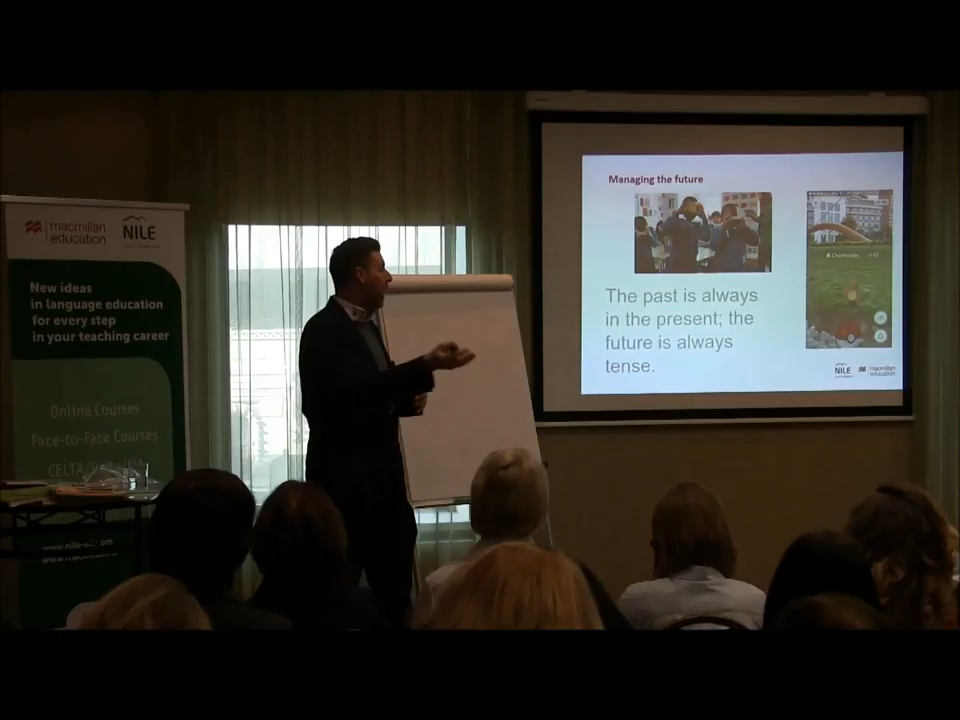 macmillan
education
NILE
New ideas
in language education
for every step
in your teaching career
Online Courses
Face-to-Face Courses
Managing the future
The past is always
in the present; the
future is always
tense.
NILE
macmillan
education